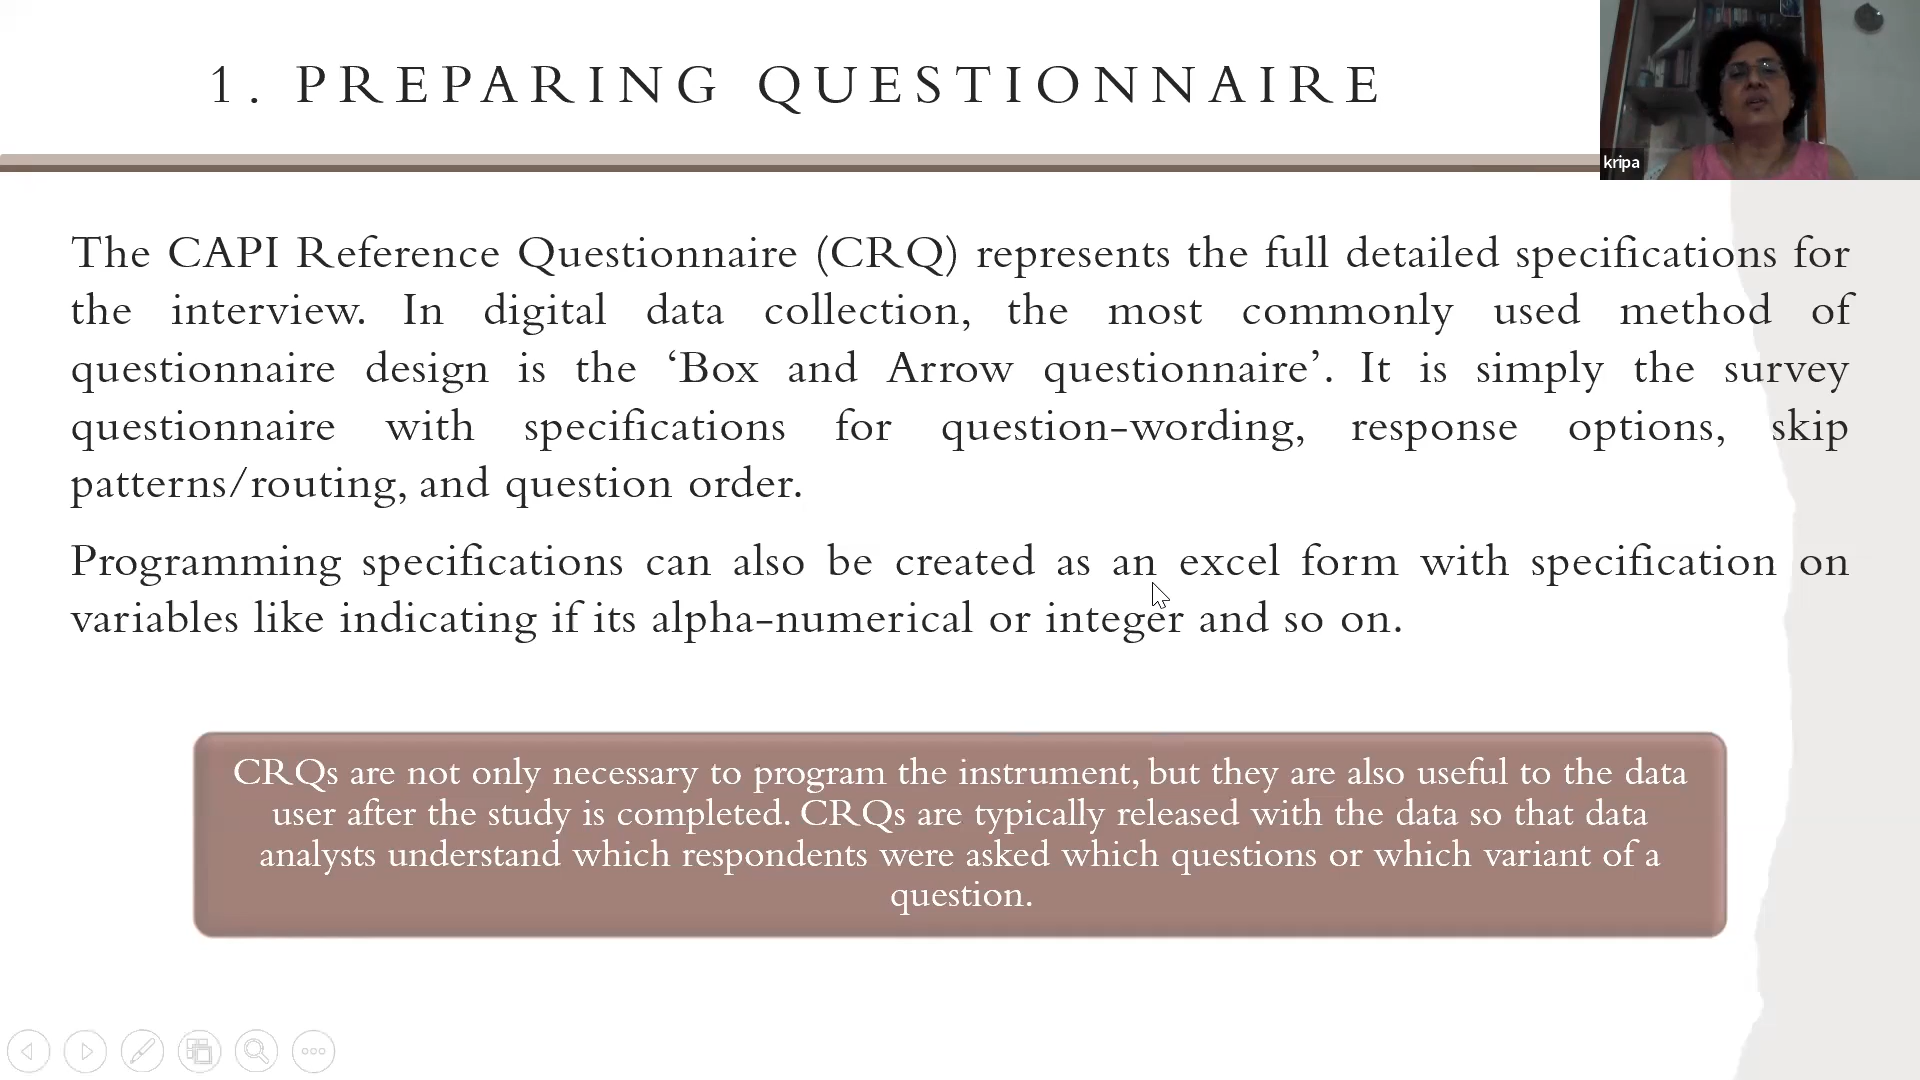 1. PREPARING QUESTIONNAIRE
kripa
The CAPI Reference Questionnaire (CRQ) represents the full detailed specifications for
the interview. In digital data collection, the most commonly used method of
questionnaire design is the ‘Box and Arrow questionnaire’. It is simply the survey
questionnaire with specifications for question-wording, response options, skip
patterns/routing, and question order.
Programming specifications can also be created as an excel form with specification on
variables like indicating if its alpha-numerical or integer and so on.
CRQs are not only necessary to program the instrument, but they are also useful to the data
user after the study is completed. CRQs are typically released with the data so that data
analysts understand which respondents were asked which questions or which variant of a
question.